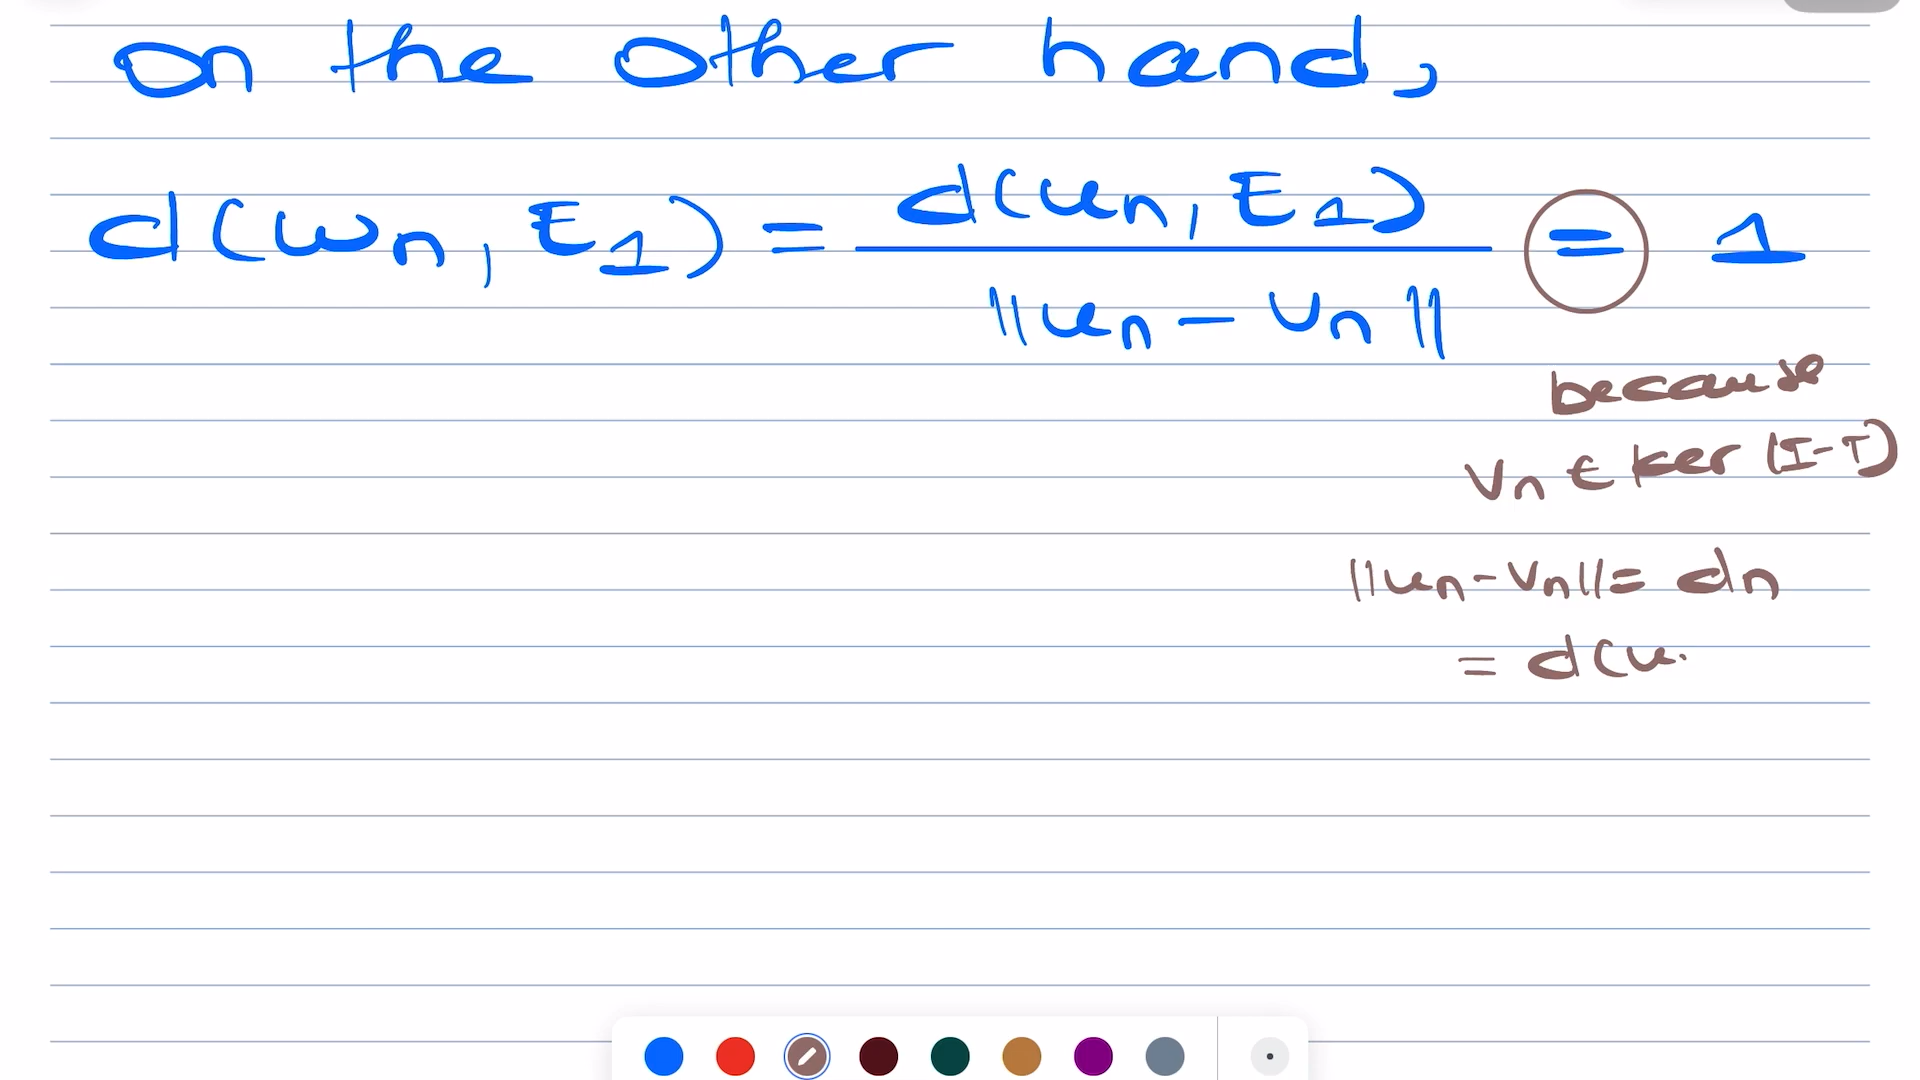 On the other hand,
d(wn, E1) = d(un, E1) / ||un - vn|| = 1
because
vn ∈ ker (I-T)
||un - vn|| = dn
= d(u